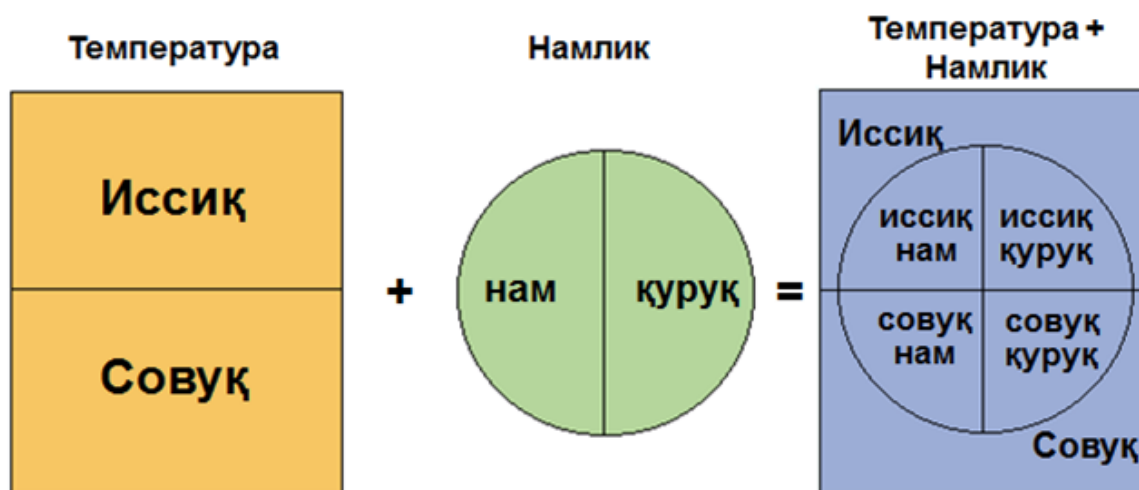 Температура
Намлик
Температура +
Намлик
Иссиқ
Совуқ
+
нам
қуруқ
=
Иссиқ
иссиқ
нам
иссиқ
қуруқ
совуқ
нам
совуқ
қуруқ
Совуқ